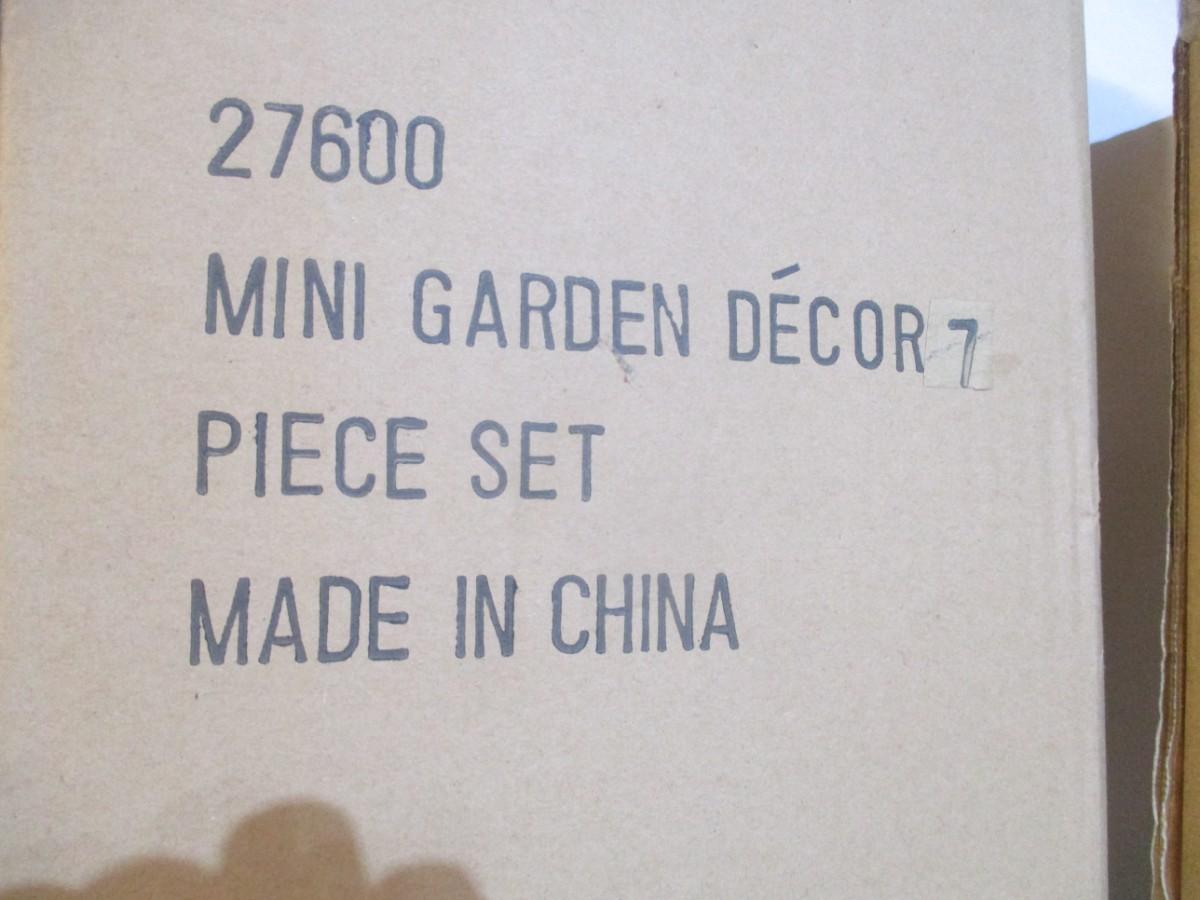 27600
MINI GARDEN DÉCOR 7
PIECE SET
MADE IN CHINA